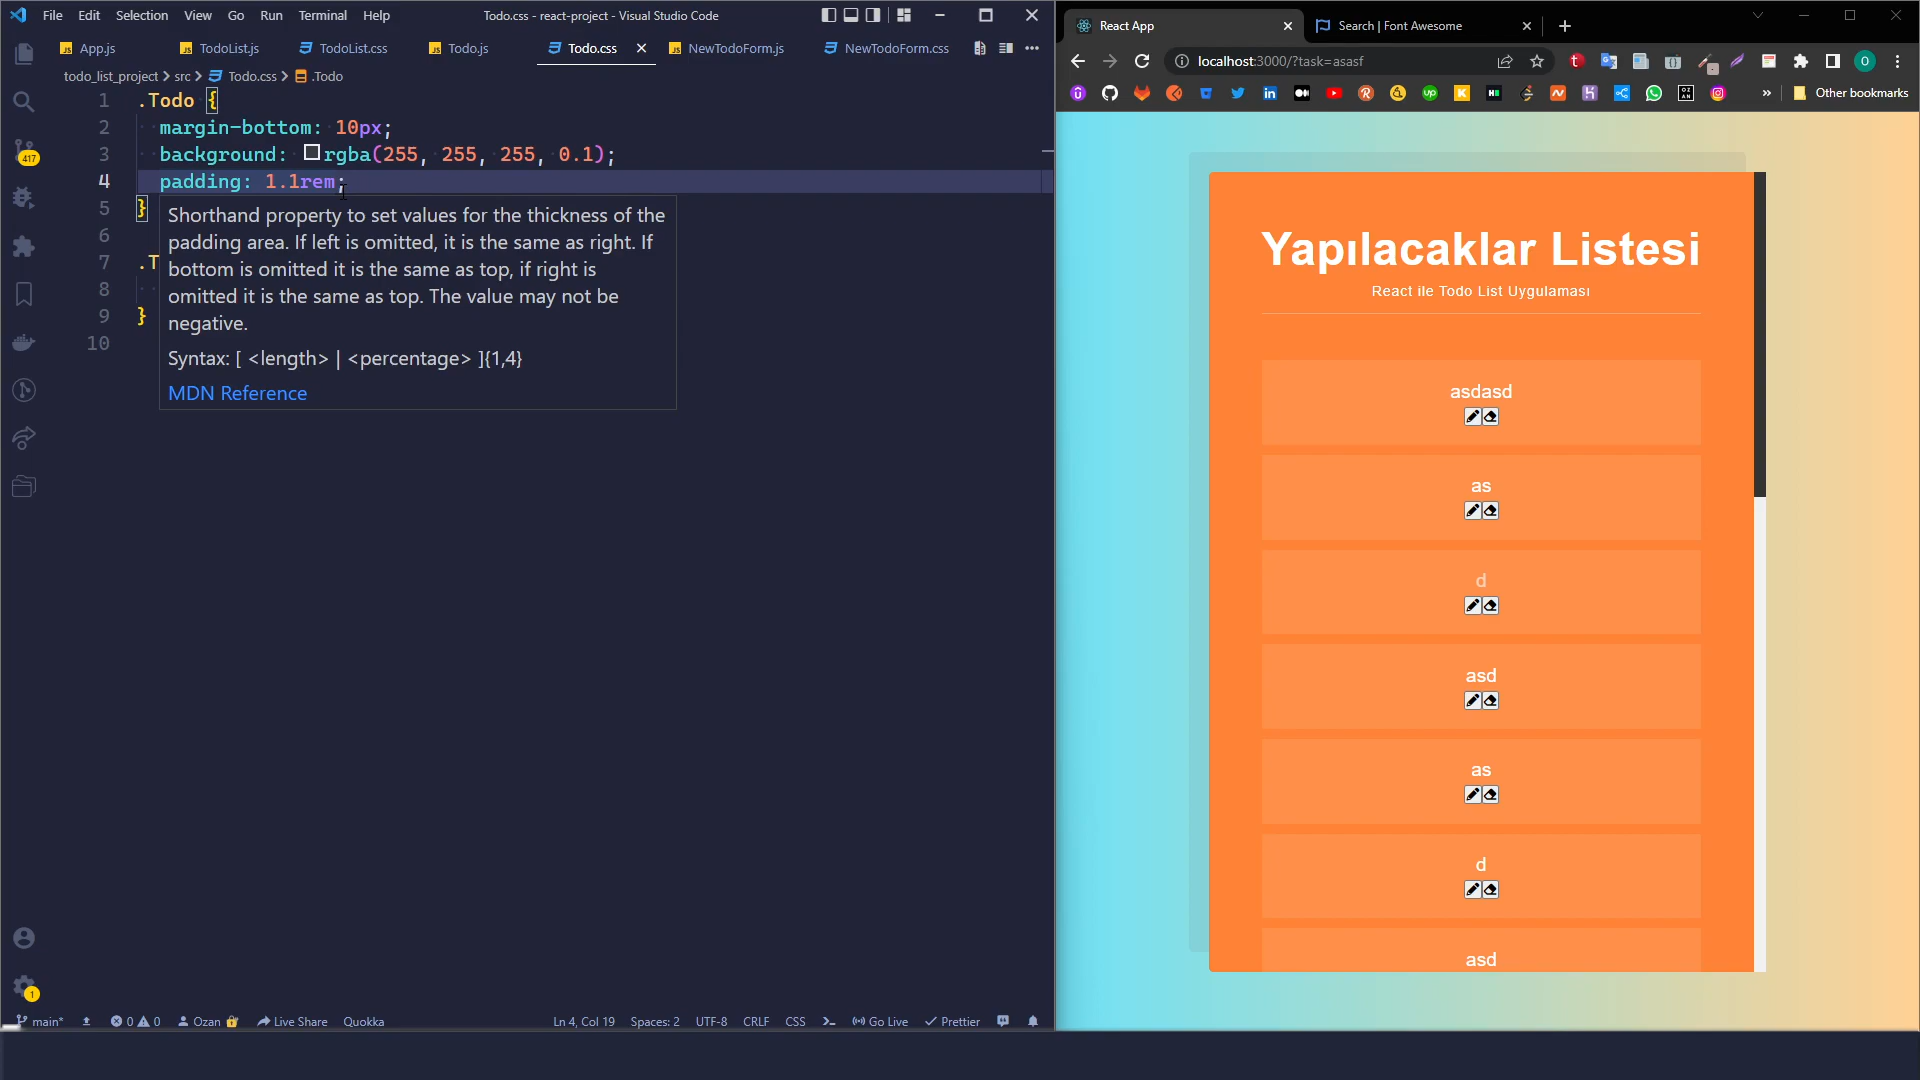 File Edit Selection View Go Run Terminal Help
Todo.css - react-project - Visual Studio Code
App.js TodoList.js TodoList.css Todo.js Todo.css NewTodoForm.js NewTodoForm.css
todo_list_project > src > Todo.css > .Todo
1 .Todo {
2 margin-bottom: 10px;
3 background: rgba(255, 255, 255, 0.1);
4 padding: 1.1rem;
5 }
6
7 .T
8
9 }
10
Shorthand property to set values for the thickness of the
padding area. If left is omitted, it is the same as right. If
bottom is omitted it is the same as top, if right is
omitted it is the same as top. The value may not be
negative.
Syntax: [ <length> | <percentage> ]{1,4}
MDN Reference
417
1
main* 0 0 Ozan Live Share Quokka Ln 4, Col 19 Spaces: 2 UTF-8 CRLF CSS Go Live Prettier
React App Search | Font Awesome
localhost:3000/?task=asasf
O
Other bookmarks
Yapılacaklar Listesi
React ile Todo List Uygulaması
asdasd
as
d
asd
as
d
asd